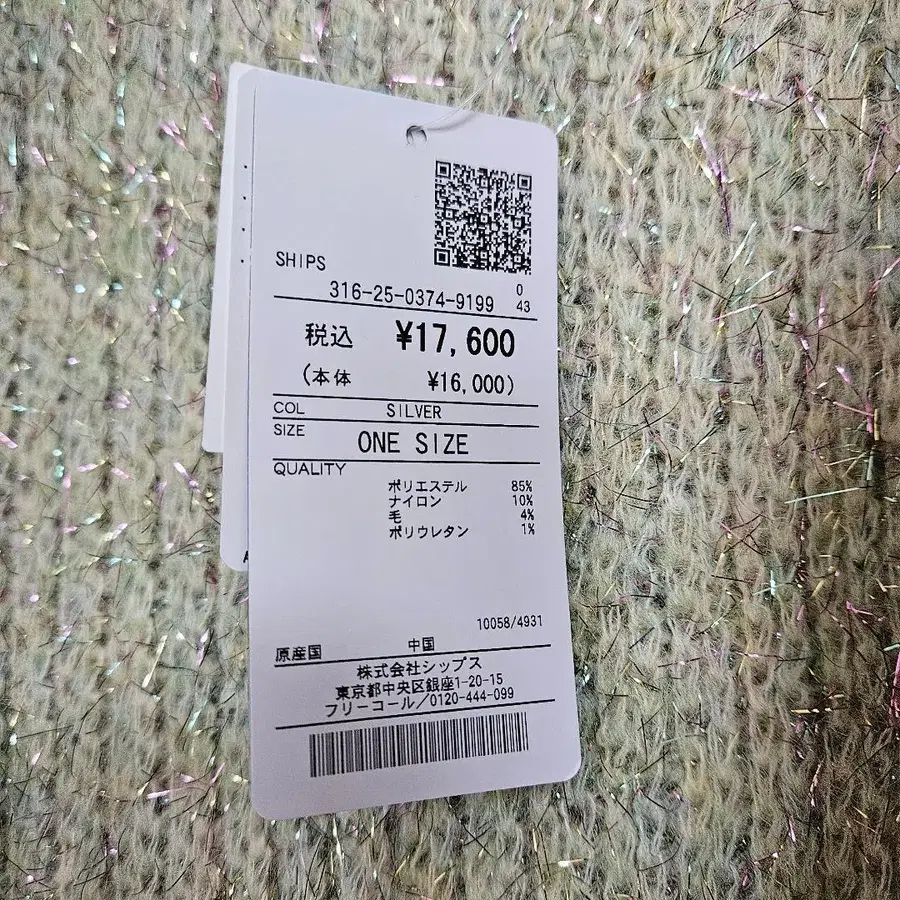 SHIPS
316-25-0374-9199
0
43
税込 ¥17,600
(本体 ¥16,000)
COL SILVER
SIZE ONE SIZE
QUALITY
ポリエステル 85%
ナイロン 10%
毛 4%
ポリウレタン 1%
10058/4931
原産国 中国
株式会社シップス
東京都中央区銀座1-20-15
フリーコール/0120-444-099